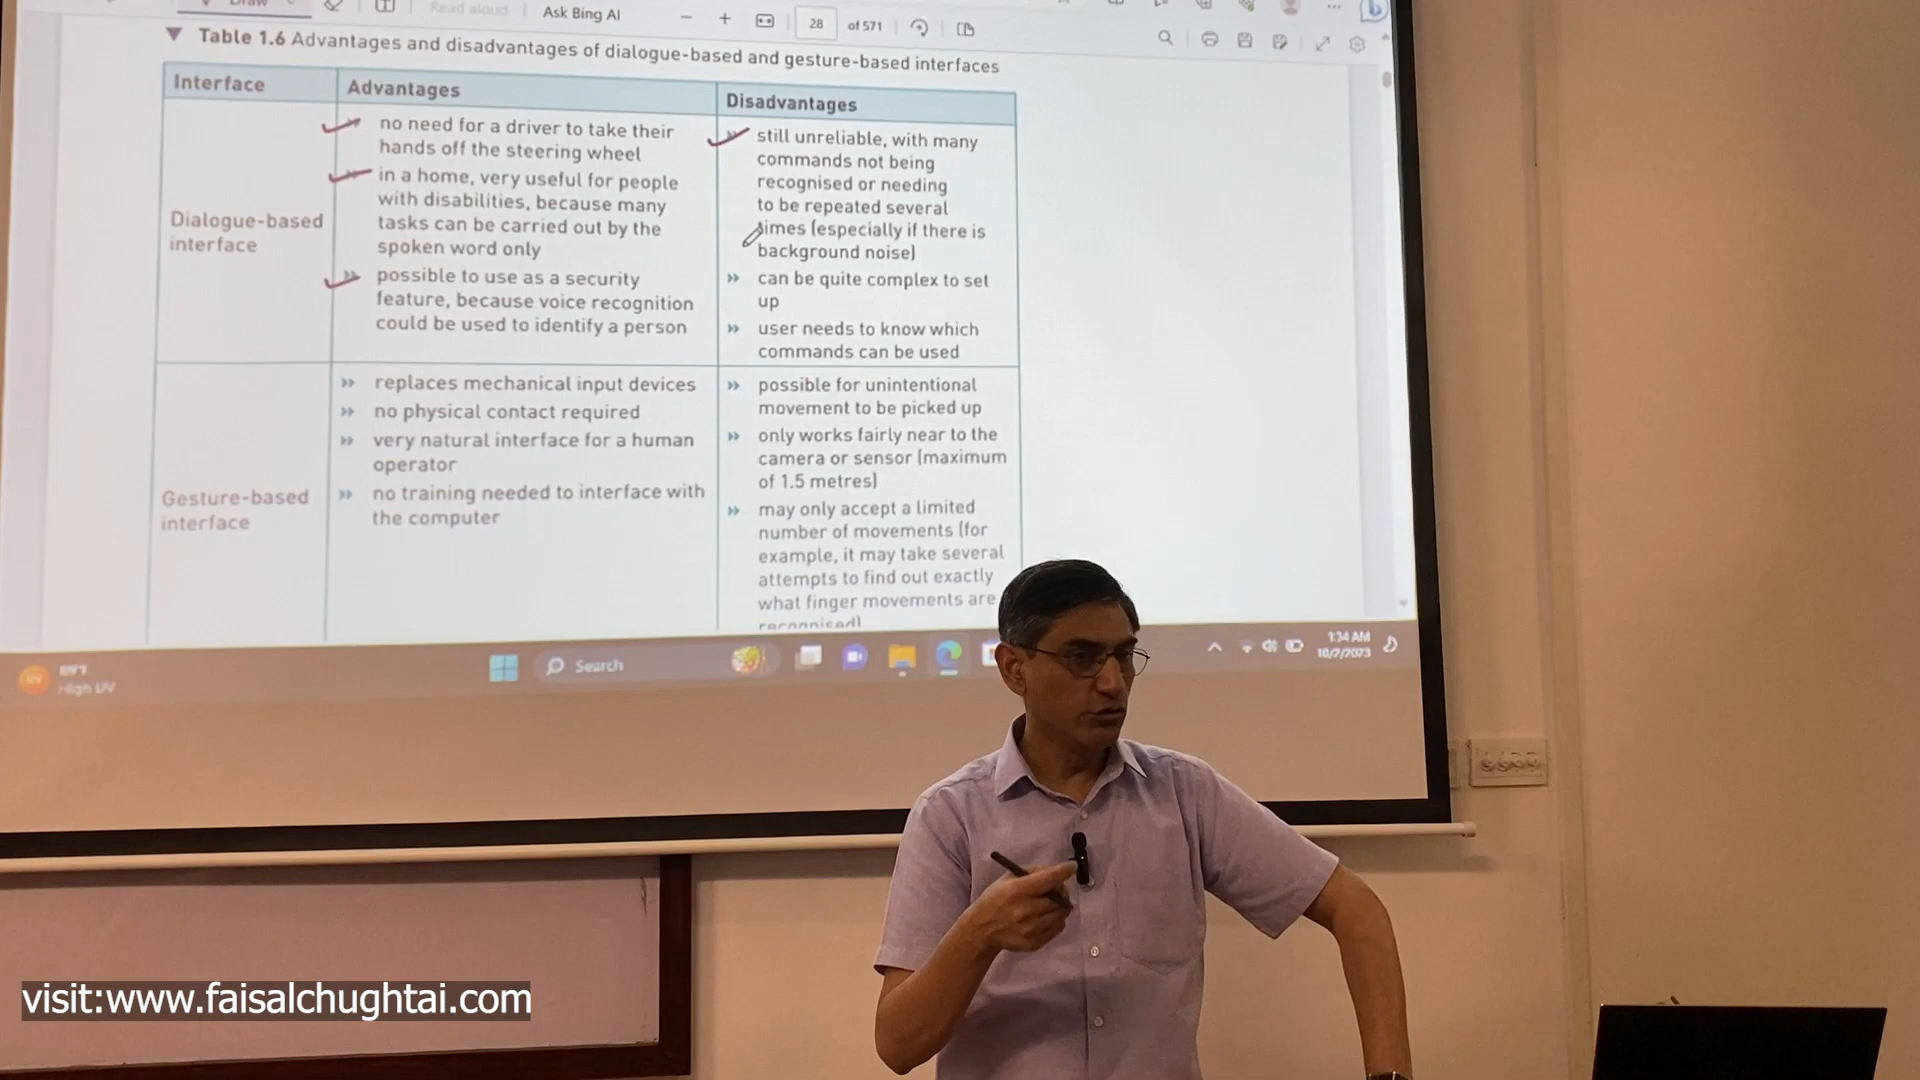 Draw
Read aloud
Ask Bing AI
28
of 571
Table 1.6 Advantages and disadvantages of dialogue-based and gesture-based interfaces
Interface
Advantages
Disadvantages
Dialogue-based
interface
no need for a driver to take their
hands off the steering wheel
in a home, very useful for people
with disabilities, because many
tasks can be carried out by the
spoken word only
possible to use as a security
feature, because voice recognition
could be used to identify a person
still unreliable, with many
commands not being
recognised or needing
to be repeated several
times (especially if there is
background noise)
can be quite complex to set
up
user needs to know which
commands can be used
Gesture-based
interface
replaces mechanical input devices
no physical contact required
very natural interface for a human
operator
no training needed to interface with
the computer
possible for unintentional
movement to be picked up
only works fairly near to the
camera or sensor (maximum
of 1.5 metres)
may only accept a limited
number of movements (for
example, it may take several
attempts to find out exactly
what finger movements are
recognised)
High UV
Search
1:34 AM
10/7/2023
visit:www.faisalchughtai.com